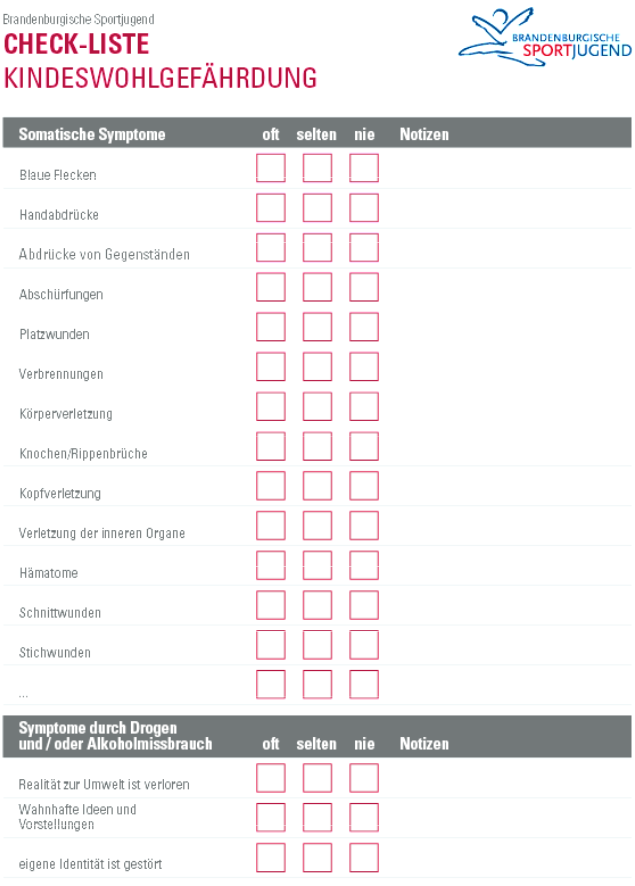 Brandenburgische Sportjugend
CHECK-LISTE
KINDESWOHLGEFÄHRDUNG
BRANDENBURGISCHE
SPORTJUGEND
Somatische Symptome oft selten nie Notizen
Blaue Flecken
Handabdrücke
Abdrücke von Gegenständen
Abschürfungen
Platzwunden
Verbrennungen
Körperverletzung
Knochen/Rippenbrüche
Kopfverletzung
Verletzung der inneren Organe
Hämatome
Schnittwunden
Stichwunden
...
Symptome durch Drogen
und / oder Alkoholmissbrauch oft selten nie Notizen
Realität zur Umwelt ist verloren
Wahnhafte Ideen und
Vorstellungen
eigene Identität ist gestört